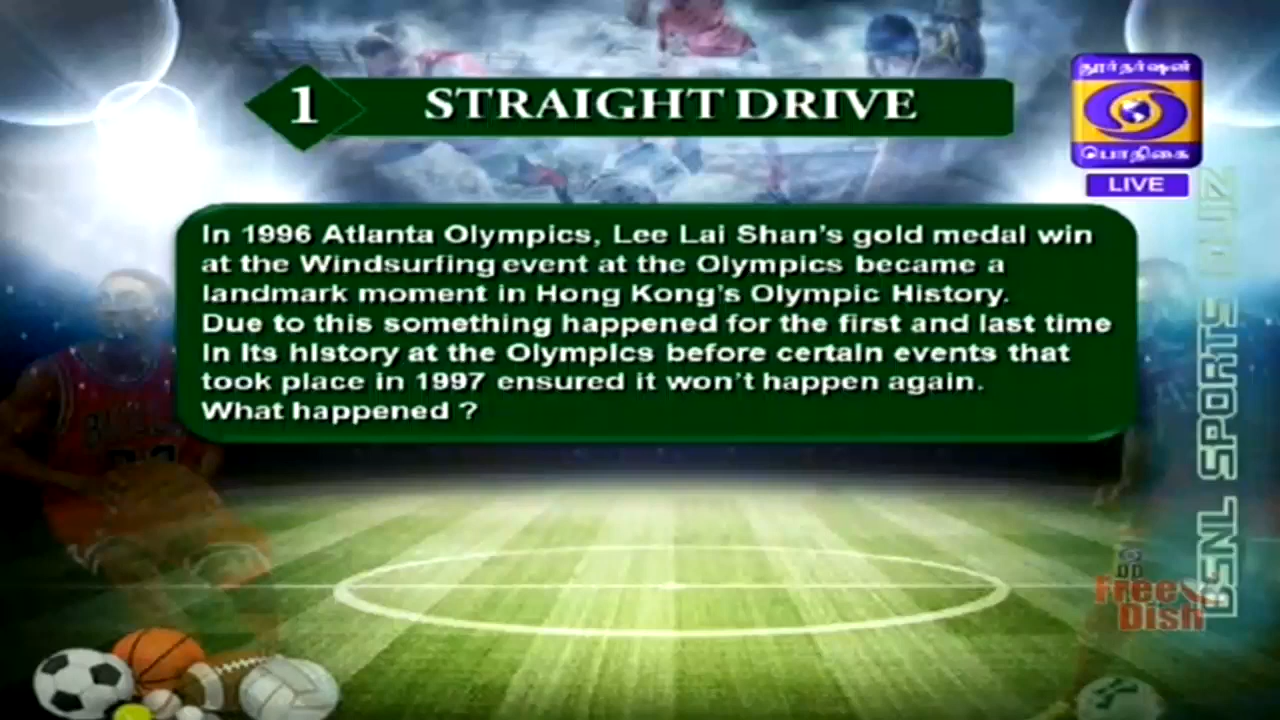 1 STRAIGHT DRIVE
தூர்தர்ஷன்
பொதிகை
LIVE
In 1996 Atlanta Olympics, Lee Lai Shan's gold medal win
at the Windsurfing event at the Olympics became a
landmark moment in Hong Kong's Olympic History.
Due to this something happened for the first and last time
in its history at the Olympics before certain events that
took place in 1997 ensured it won't happen again.
What happened ?
BSNL SPORTS QUIZ
DD
Free
Dish